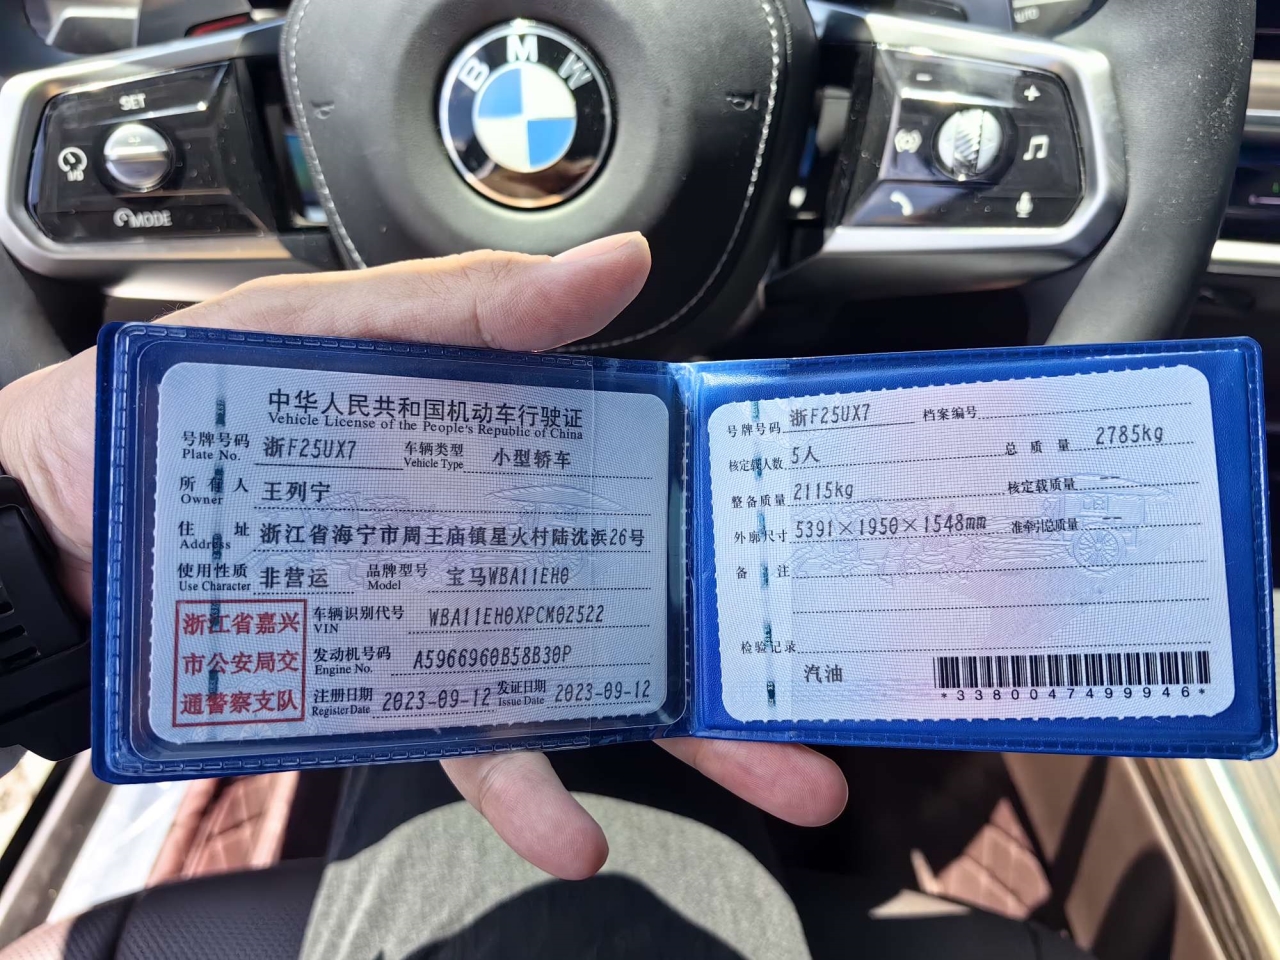 SET
1/0
MODE
BMW
AUTO
- +
中华人民共和国机动车行驶证
Vehicle License of the People's Republic of China
号牌号码 浙F25UX7 车辆类型 小型轿车
Plate No. Vehicle Type
所有人 王列宁
Owner
住址 浙江省海宁市周王庙镇星火村陆沈浜26号
Address
使用性质 非营运 品牌型号 宝马WBA11EH0
Use Character Model
浙江省嘉兴
市公安局交
通警察支队
车辆识别代号 WBA11EH0XPCM02522
VIN
发动机号码 A5966960B58B30P
Engine No.
注册日期 2023-09-12 发证日期 2023-09-12
Register Date Issue Date
号牌号码 浙F25UX7 档案编号
核定载人数 5人 总质量 2785kg
整备质量 2115kg 核定载质量 --
外廓尺寸 5391×1950×1548mm 准牵引总质量 --
备注
检验记录
汽油
*3380047499946*